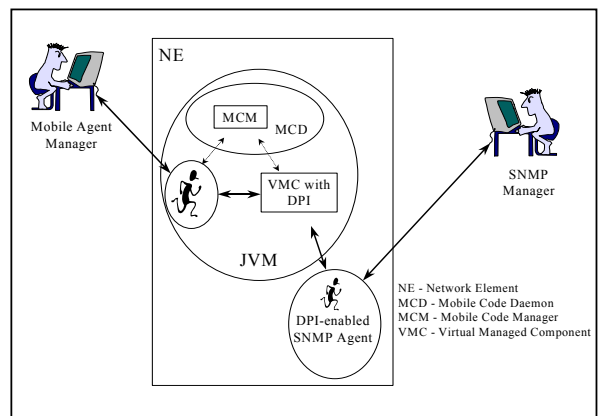 NE
MCM
MCD
Mobile Agent
Manager
VMC with
DPI
JVM
SNMP
Manager
DPI-enabled
SNMP Agent
NE - Network Element
MCD - Mobile Code Daemon
MCM - Mobile Code Manager
VMC - Virtual Managed Component